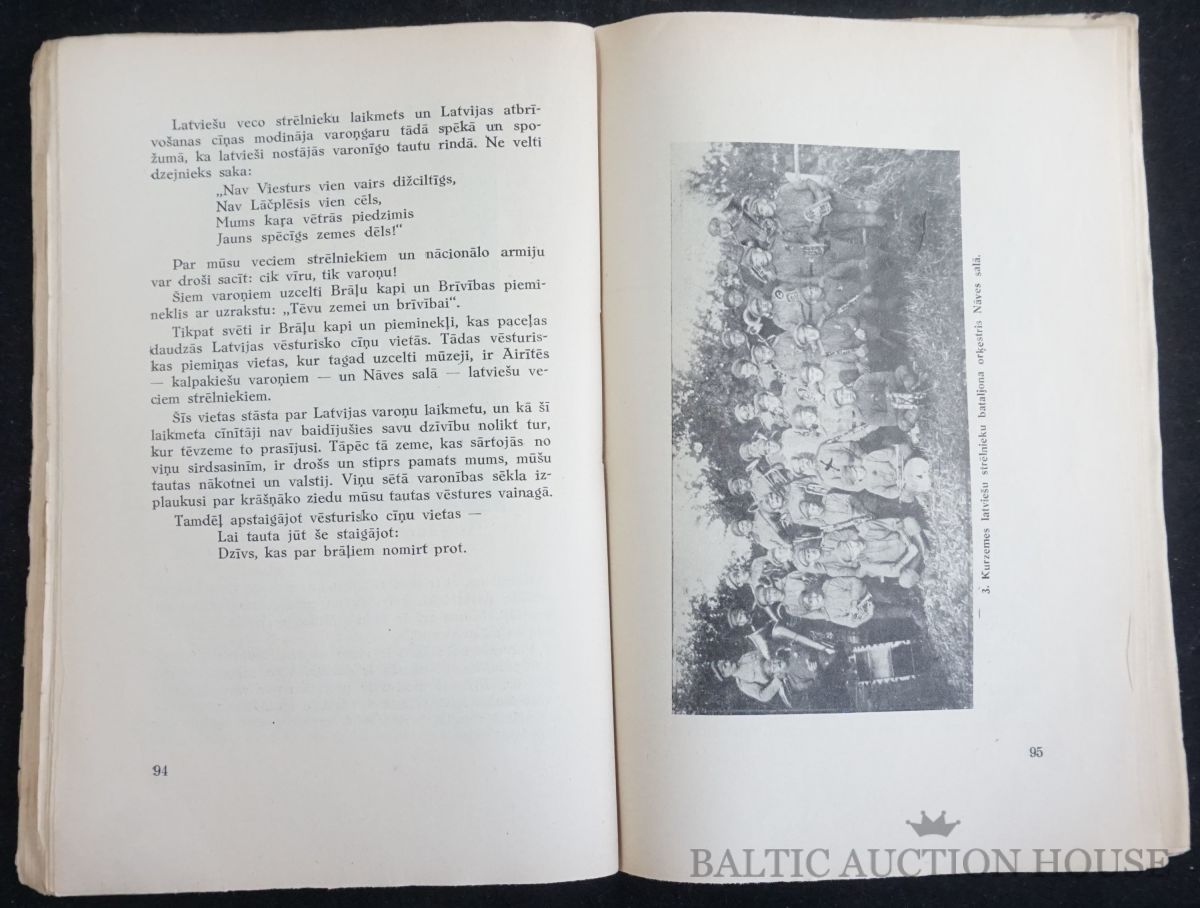 Latviešu veco strēlnieku laikmets un Latvijas atbrī-
vošanas cīņas modināja varoņgaru tādā spēkā un spo-
žumā, ka latvieši nostājās varonīgo tautu rindā. Ne velti
dzejnieks saka:
„Nav Viesturs vien vairs dižciltīgs,
Nav Lāčplēsis vien cēls,
Mums kaŗa vētrās piedzimis
Jauns spēcīgs zemes dēls!“
Par mūsu veciem strēlniekiem un nācionālo armiju
var droši sacīt: cik vīru, tik varoņu!
Šiem varoņiem uzcelti Brāļu kapi un Brīvības piemi-
neklis ar uzrakstu: „Tēvu zemei un brīvībai“.
Tikpat svēti ir Brāļu kapi un pieminekļi, kas paceļas
daudzās Latvijas vēsturisko cīņu vietās. Tādas vēsturis-
kas piemiņas vietas, kur tagad uzcelti mūzeji, ir Airītēs
— kalpakiešu varoņiem — un Nāves salā — latviešu ve-
ciem strēlniekiem.
Šīs vietas stāsta par Latvijas varoņu laikmetu, un kā šī
laikmeta cīnītāji nav baidījušies savu dzīvību nolikt tur,
kur tēvzeme to prasījusi. Tāpēc tā zeme, kas sārtojās no
viņu sirdsasinīm, ir drošs un stiprs pamats mums, mūšu
tautas nākotnei un valstij. Viņu sētā varonības sēkla iz-
plaukusi par krāšņāko ziedu mūsu tautas vēstures vainagā.
Tamdēļ apstaigājot vēsturisko cīņu vietas —
Lai tauta jūt še staigājot:
Dzīvs, kas par brāļiem nomirt prot.
94
3. Kurzemes latviešu strēlnieku bataljona orķestris Nāves salā.
95
BALTIC AUCTION HOUSE